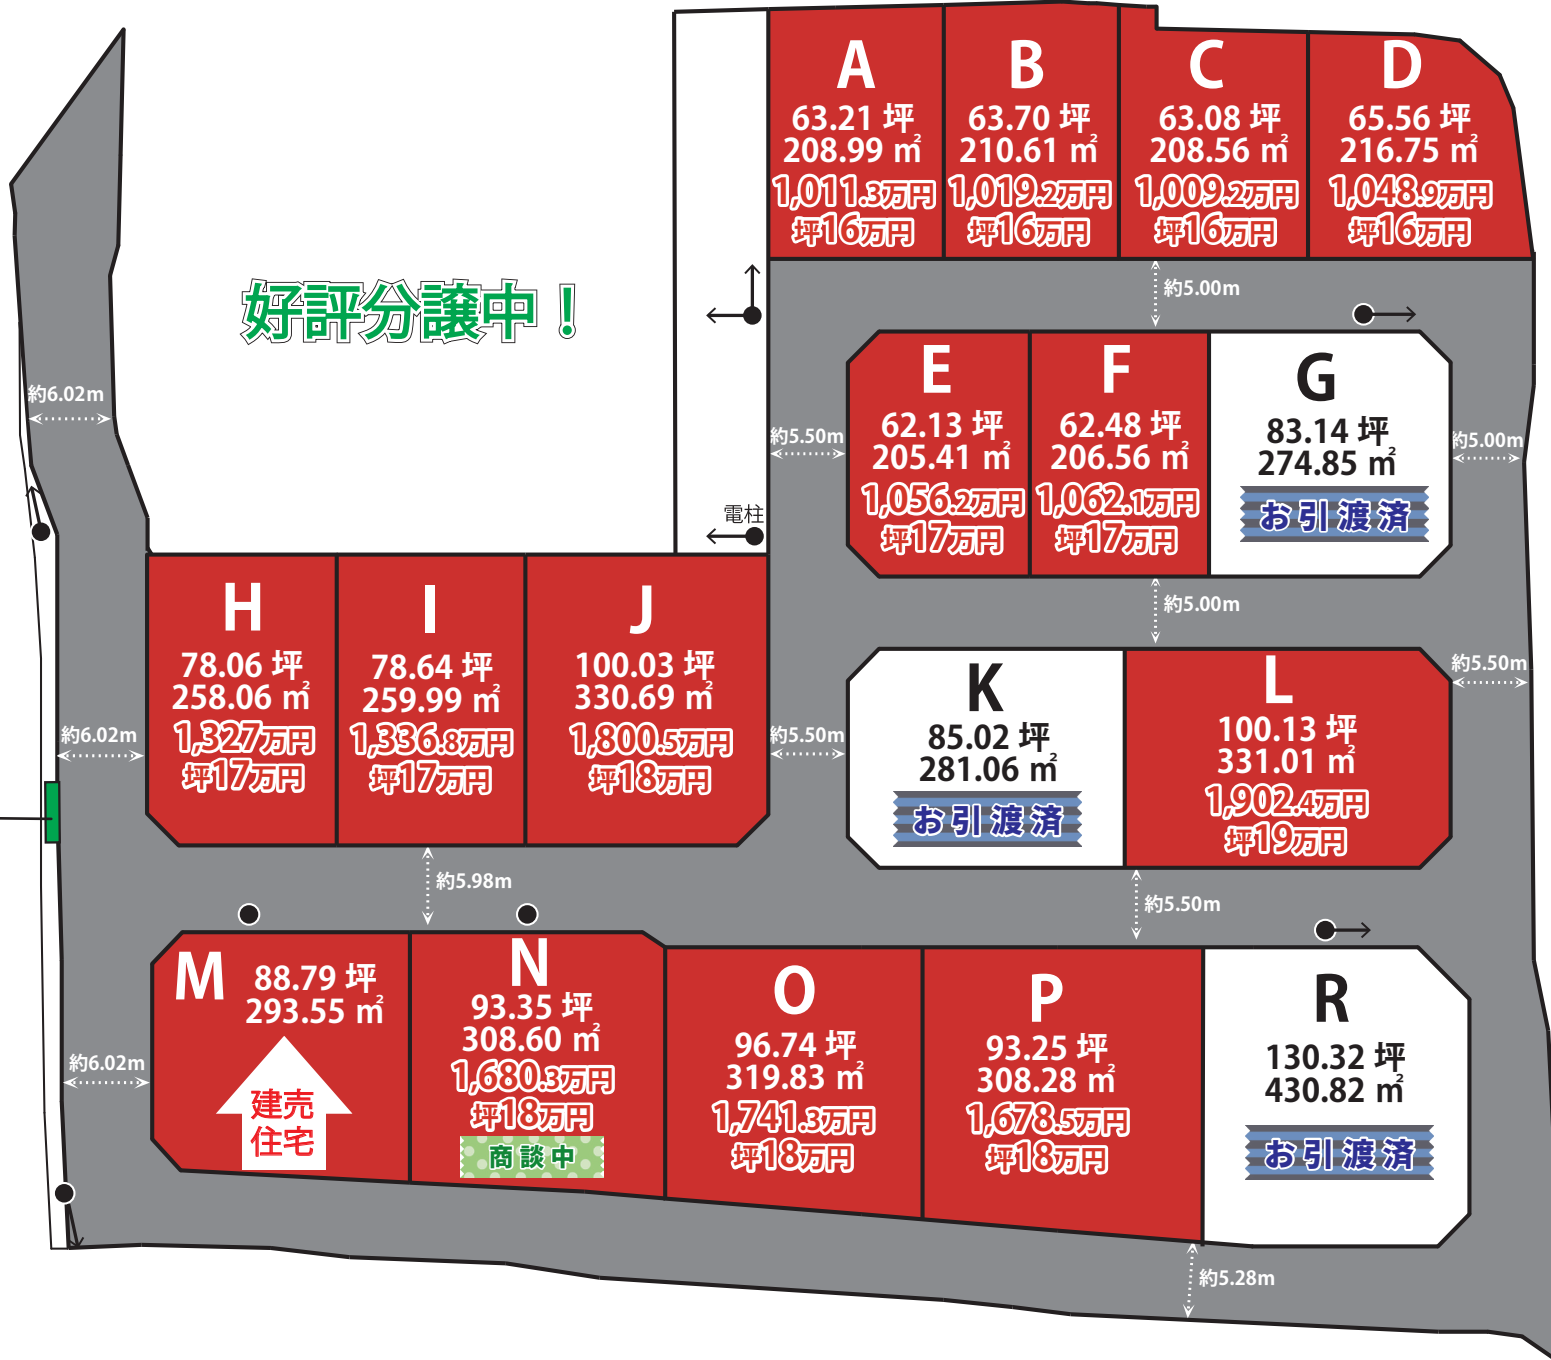 A
63.21 坪
208.99 ㎡
1,011.3万円
坪16万円
B
63.70 坪
210.61 ㎡
1,019.2万円
坪16万円
C
63.08 坪
208.56 ㎡
1,009.2万円
坪16万円
D
65.56 坪
216.75 ㎡
1,048.9万円
坪16万円
好評分譲中！
約5.00m
約6.02m
E
62.13 坪
205.41 ㎡
1,056.2万円
坪17万円
F
62.48 坪
206.56 ㎡
1,062.1万円
坪17万円
G
83.14 坪
274.85 ㎡
お引渡済
約5.50m
約5.00m
電柱
約5.00m
H
78.06 坪
258.06 ㎡
1,327万円
坪17万円
I
78.64 坪
259.99 ㎡
1,336.8万円
坪17万円
J
100.03 坪
330.69 ㎡
1,800.5万円
坪18万円
K
85.02 坪
281.06 ㎡
お引渡済
L
100.13 坪
331.01 ㎡
1,902.4万円
坪19万円
約5.50m
約6.02m
約5.50m
約5.98m
約5.50m
M
88.79 坪
293.55 ㎡
建売
住宅
N
93.35 坪
308.60 ㎡
1,680.3万円
坪18万円
商談中
O
96.74 坪
319.83 ㎡
1,741.3万円
坪18万円
P
93.25 坪
308.28 ㎡
1,678.5万円
坪18万円
R
130.32 坪
430.82 ㎡
お引渡済
約6.02m
約5.28m